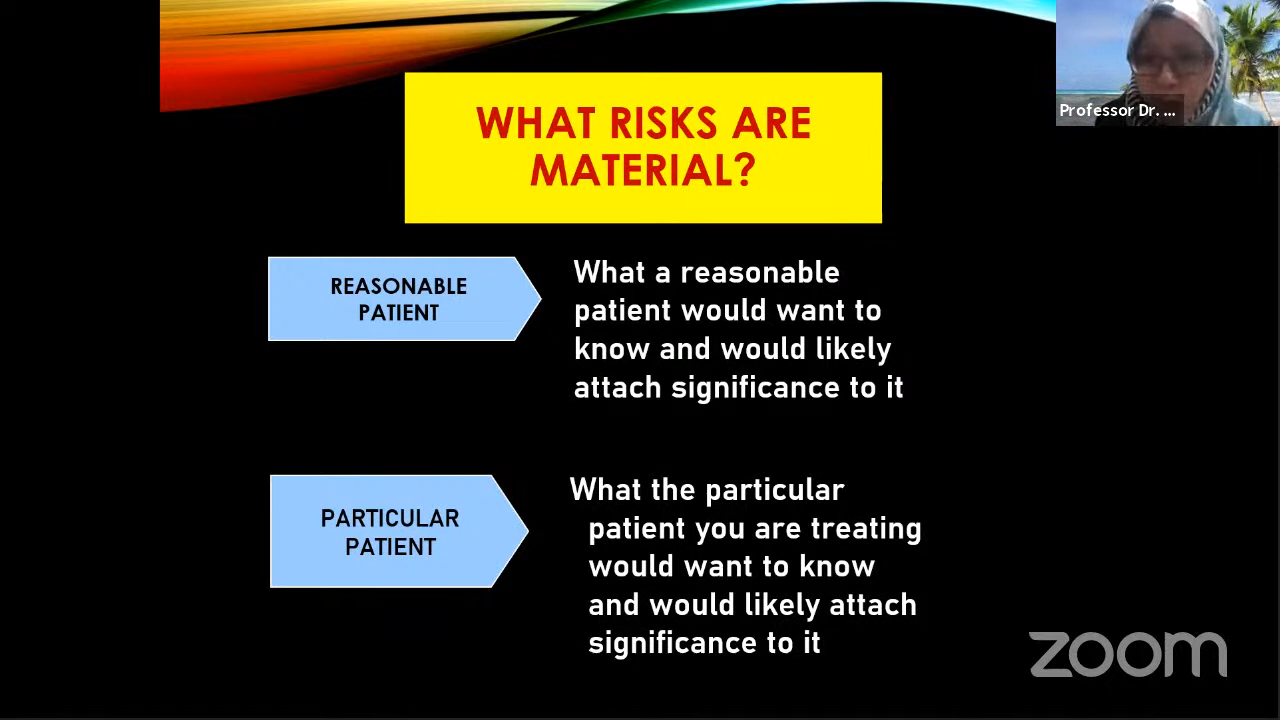 Professor Dr. ...
WHAT RISKS ARE
MATERIAL?
REASONABLE
PATIENT
What a reasonable
patient would want to
know and would likely
attach significance to it
PARTICULAR
PATIENT
What the particular
patient you are treating
would want to know
and would likely attach
significance to it
zoom